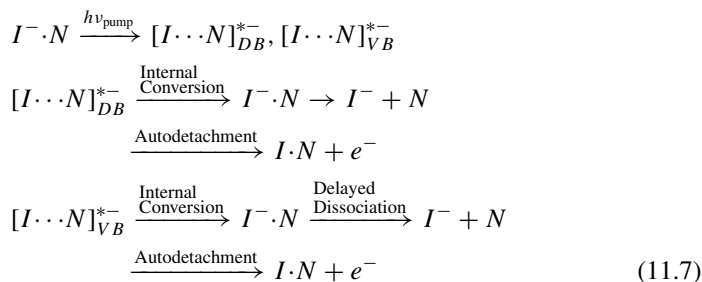 I⁻·N —hν_pump→ [I···N]*⁻_DB, [I···N]*⁻_VB
[I···N]*⁻_DB —Internal Conversion→ I⁻·N → I⁻ + N
—Autodetachment→ I·N + e⁻
[I···N]*⁻_VB —Internal Conversion→ I⁻·N —Delayed Dissociation→ I⁻ + N
—Autodetachment→ I·N + e⁻ (11.7)